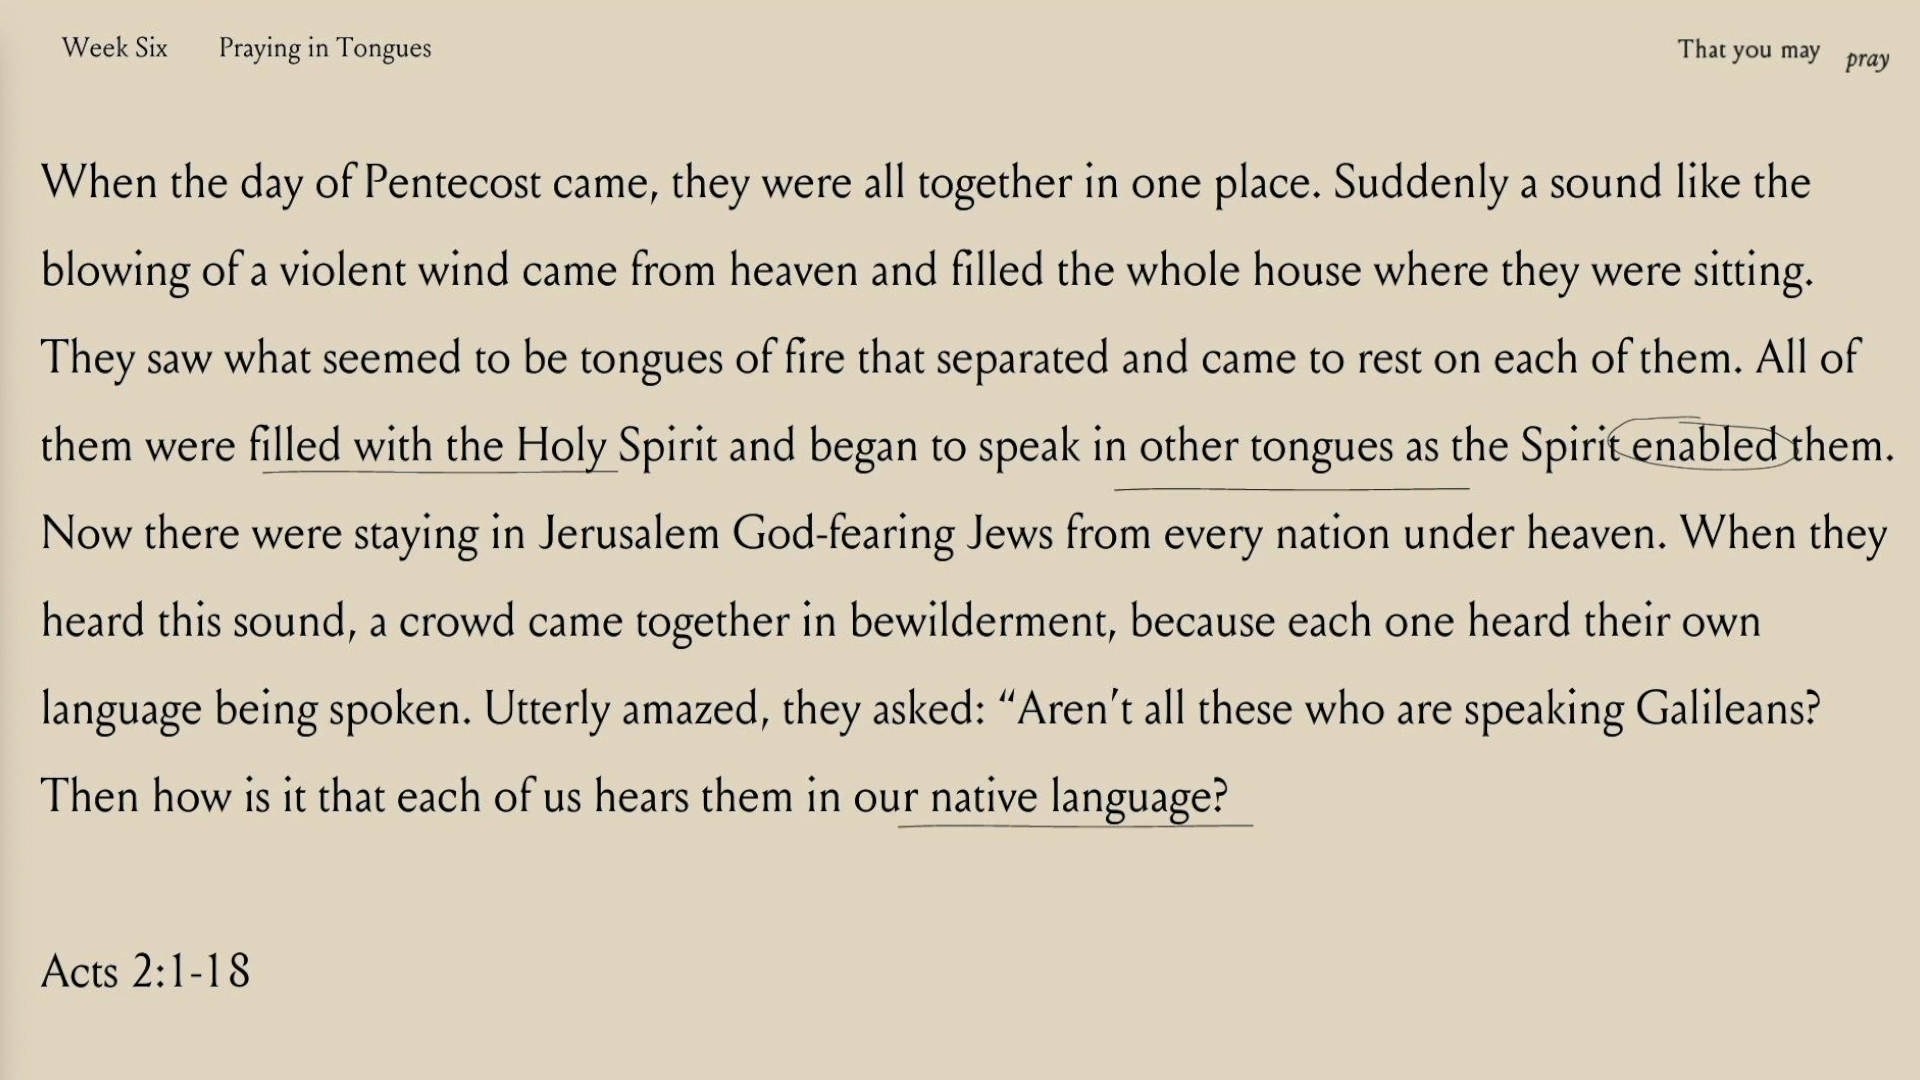 Week Six Praying in Tongues That you may pray
When the day of Pentecost came, they were all together in one place. Suddenly a sound like the
blowing of a violent wind came from heaven and filled the whole house where they were sitting.
They saw what seemed to be tongues of fire that separated and came to rest on each of them. All of
them were filled with the Holy Spirit and began to speak in other tongues as the Spirit enabled them.
Now there were staying in Jerusalem God-fearing Jews from every nation under heaven. When they
heard this sound, a crowd came together in bewilderment, because each one heard their own
language being spoken. Utterly amazed, they asked: “Aren't all these who are speaking Galileans?
Then how is it that each of us hears them in our native language?
Acts 2:1-18